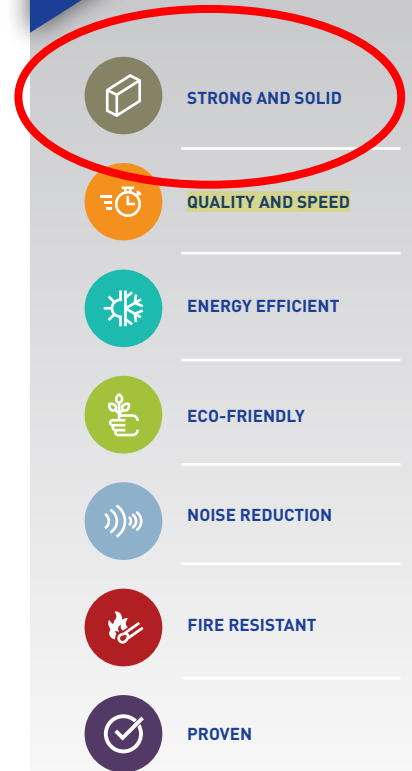 STRONG AND SOLID
QUALITY AND SPEED
ENERGY EFFICIENT
ECO-FRIENDLY
NOISE REDUCTION
FIRE RESISTANT
PROVEN